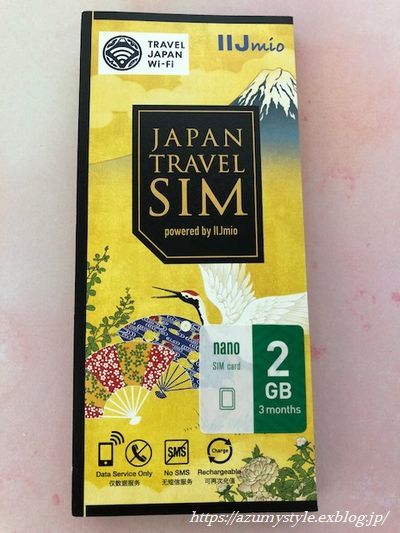 TRAVEL
JAPAN
Wi-Fi
IIJmio
JAPAN
TRAVEL
SIM
powered by IIJmio
nano
SIM card
2
GB
3 months
SMS
Charge
Data Service Only
仅数据服务
No SMS
无短信服务
Rechargeable
可再次充值
https://azumystyle.exblog.jp/